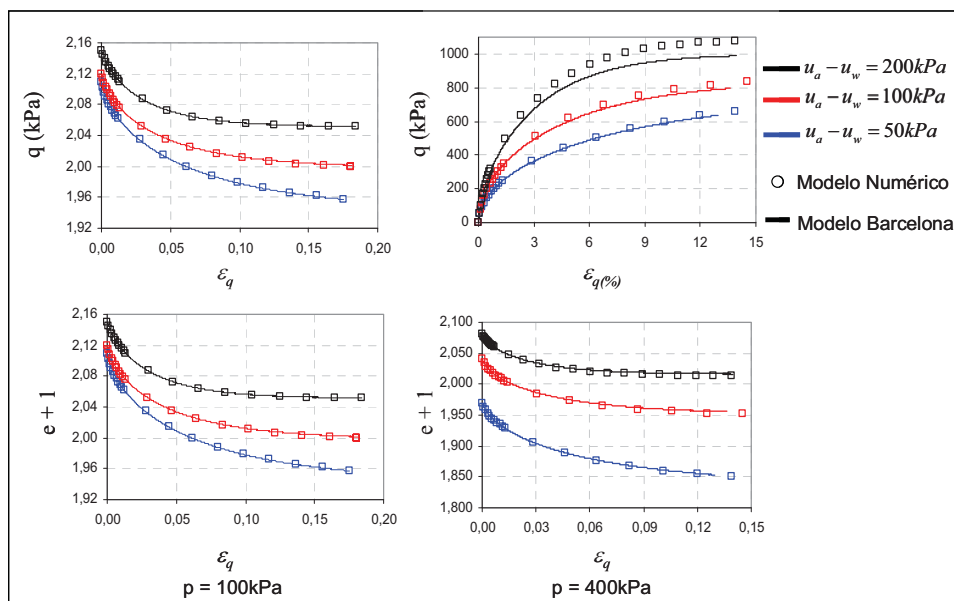 q (kPa)
2,16
2,12
2,08
2,04
2,00
1,96
1,92
0,00 0,05 0,10 0,15 0,20
εq
q (kPa)
1000
800
600
400
200
0
0 3 6 9 12 15
εq(%)
ua − uw = 200kPa
ua − uw = 100kPa
ua − uw = 50kPa
Modelo Numérico
Modelo Barcelona
e + 1
2,16
2,12
2,08
2,04
2,00
1,96
1,92
0,00 0,05 0,10 0,15 0,20
εq
p = 100kPa
e + 1
2,100
2,050
2,000
1,950
1,900
1,850
1,800
0,00 0,03 0,06 0,09 0,12 0,15
εq
p = 400kPa